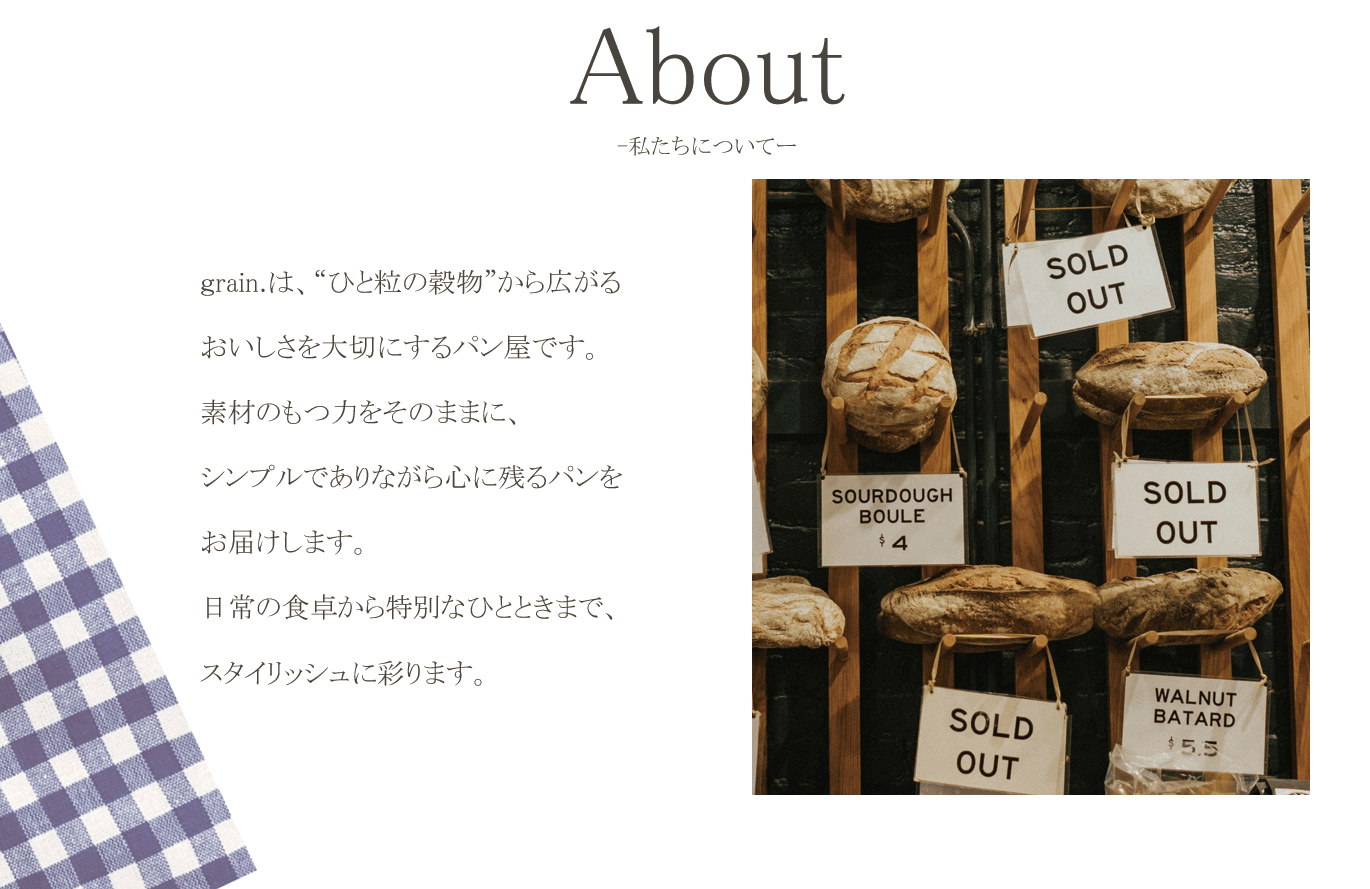 About
-私たちについてー
grain.は、“ひと粒の穀物”から広がる
おいしさを大切にするパン屋です。
素材のもつ力をそのままに、
シンプルでありながら心に残るパンを
お届けします。
日常の食卓から特別なひとときまで、
スタイリッシュに彩ります。
SOLD
OUT
SOURDOUGH
BOULE
$4
SOLD
OUT
SOLD
OUT
WALNUT
BATARD
$5.5